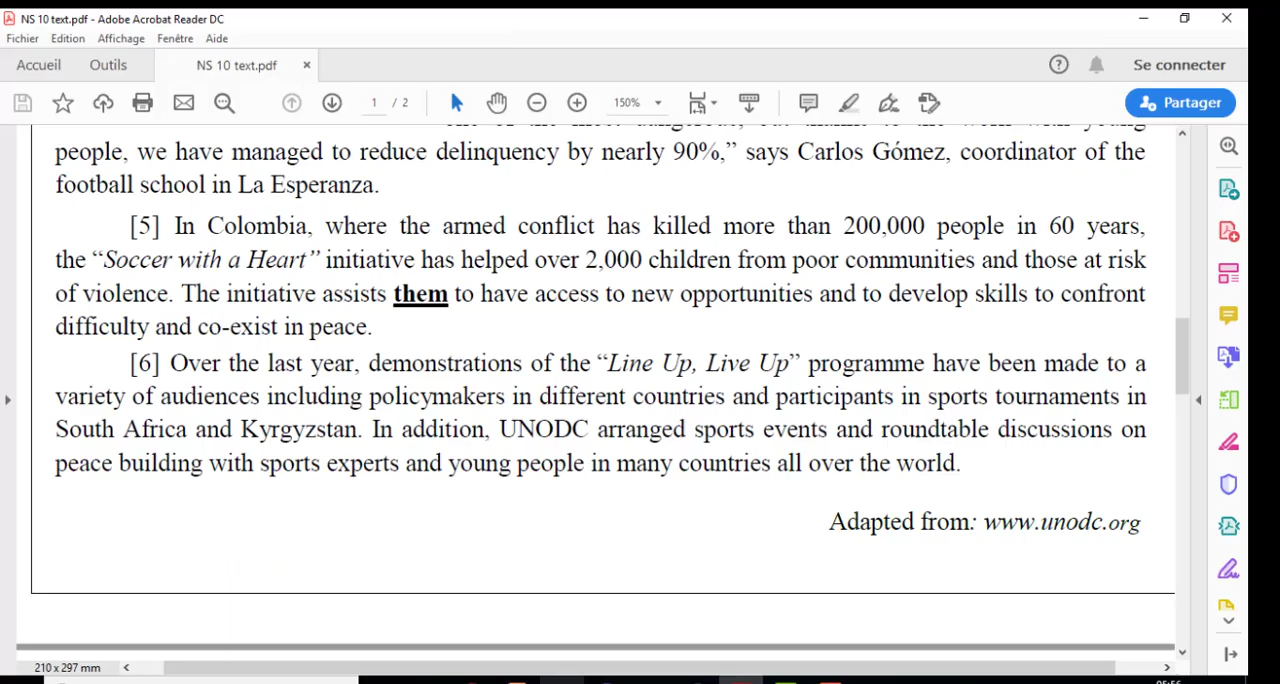 NS 10 text.pdf - Adobe Acrobat Reader DC
Fichier Edition Affichage Fenêtre Aide
Accueil Outils NS 10 text.pdf × Se connecter
1 / 2 150% Partager
people, we have managed to reduce delinquency by nearly 90%,” says Carlos Gómez, coordinator of the
football school in La Esperanza.
[5] In Colombia, where the armed conflict has killed more than 200,000 people in 60 years,
the “Soccer with a Heart” initiative has helped over 2,000 children from poor communities and those at risk
of violence. The initiative assists them to have access to new opportunities and to develop skills to confront
difficulty and co-exist in peace.
[6] Over the last year, demonstrations of the “Line Up, Live Up” programme have been made to a
variety of audiences including policymakers in different countries and participants in sports tournaments in
South Africa and Kyrgyzstan. In addition, UNODC arranged sports events and roundtable discussions on
peace building with sports experts and young people in many countries all over the world.
Adapted from: www.unodc.org
210 x 297 mm